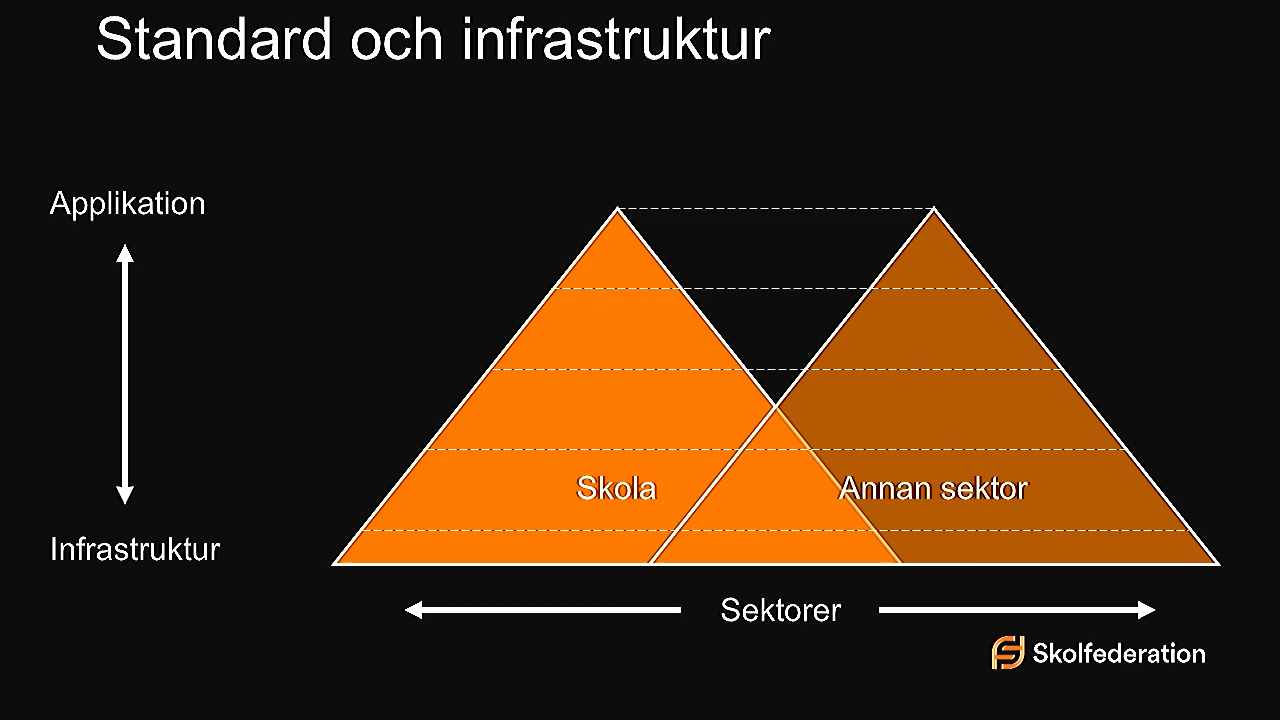 Standard och infrastruktur
Applikation
Skola
Annan sektor
Infrastruktur
Sektorer
Skolfederation